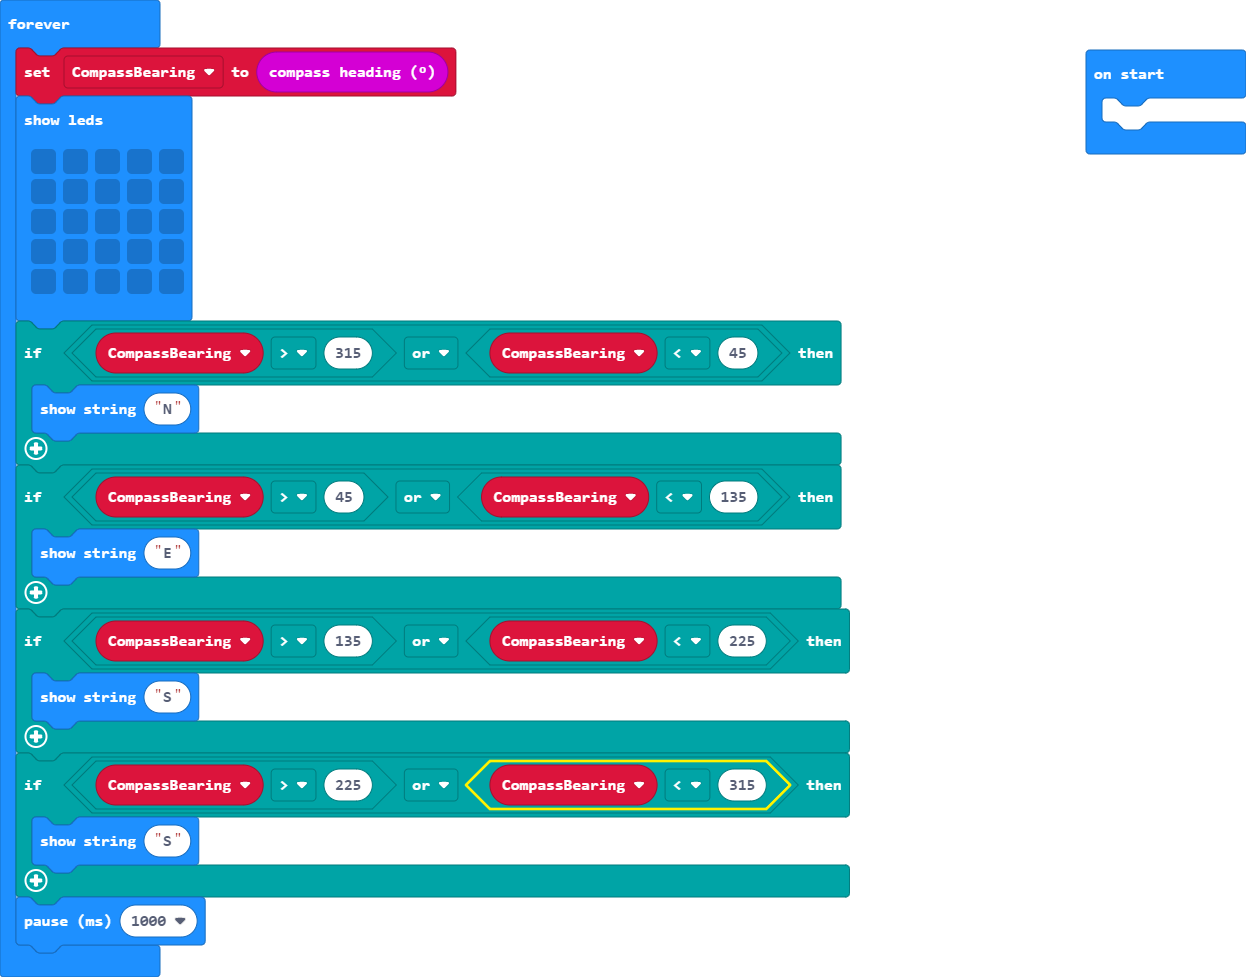 forever
on start
set CompassBearing to compass heading (º)
show leds
if CompassBearing > 315 or CompassBearing < 45 then
show string "N"
if CompassBearing > 45 or CompassBearing < 135 then
show string "E"
if CompassBearing > 135 or CompassBearing < 225 then
show string "S"
if CompassBearing > 225 or CompassBearing < 315 then
show string "S"
pause (ms) 1000